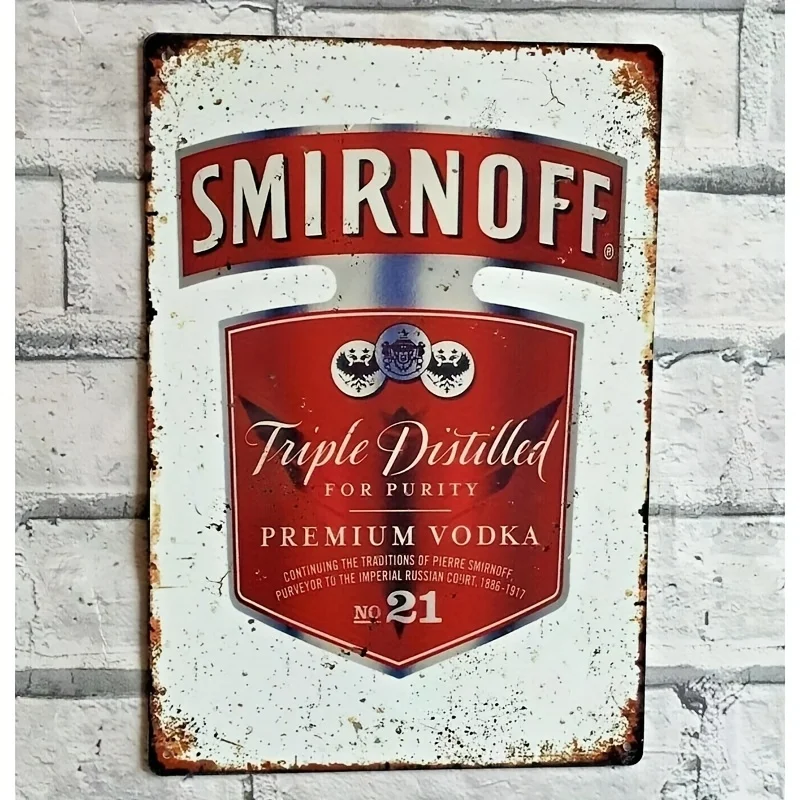 SMIRNOFF®
Triple Distilled
FOR PURITY
PREMIUM VODKA
CONTINUING THE TRADITIONS OF PIERRE SMIRNOFF,
PURVEYOR TO THE IMPERIAL RUSSIAN COURT, 1886-1917
NO 21